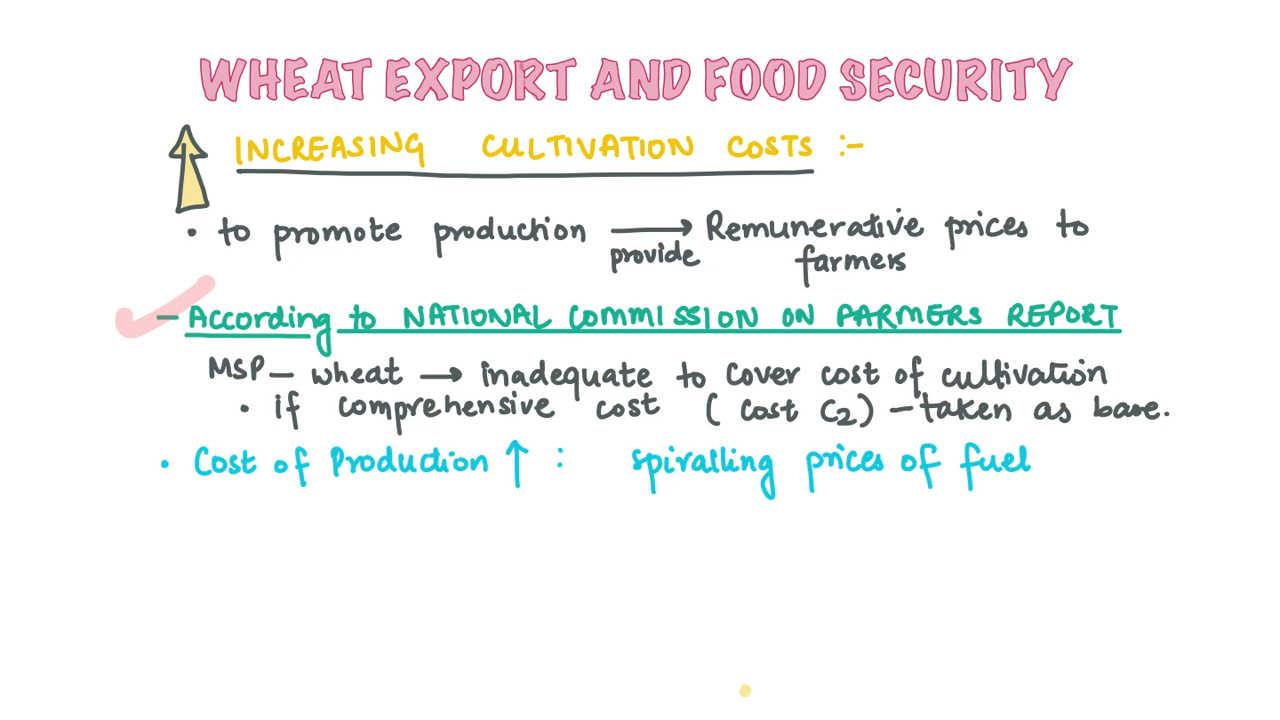 WHEAT EXPORT AND FOOD SECURITY
INCREASING CULTIVATION COSTS :-
• to promote production → Remunerative prices to
provide farmers
- According to NATIONAL COMMISSION ON FARMERS REPORT
MSP - wheat → inadequate to cover cost of cultivation
• if comprehensive cost ( cost C2) - taken as base.
• Cost of Production ↑ : spiralling prices of fuel